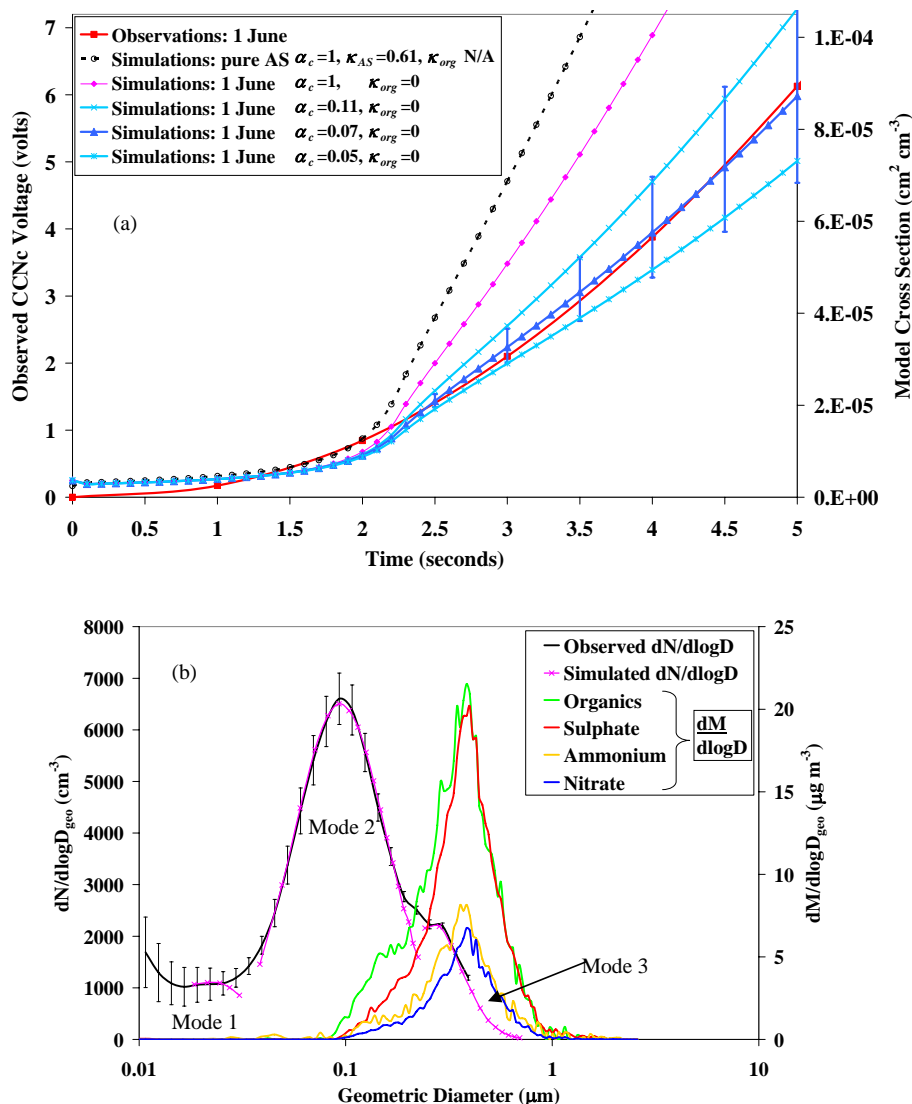 Observations: 1 June
Simulations: pure AS αc=1, κAS=0.61, κorg N/A
Simulations: 1 June αc=1, κorg=0
Simulations: 1 June αc=0.11, κorg=0
Simulations: 1 June αc=0.07, κorg=0
Simulations: 1 June αc=0.05, κorg=0
(a)
Observed CCNc Voltage (volts)
7
6
5
4
3
2
1
0
1.E-04
8.E-05
6.E-05
4.E-05
2.E-05
0.E+00
Model Cross Section (cm² cm⁻³)
0 0.5 1 1.5 2 2.5 3 3.5 4 4.5 5
Time (seconds)
(b)
Observed dN/dlogD
Simulated dN/dlogD
Organics
Sulphate
Ammonium
Nitrate
dM
dlogD
dN/dlogDgeo (cm⁻³)
8000
7000
6000
5000
4000
3000
2000
1000
0
25
20
15
10
5
0
dM/dlogDgeo (μg m⁻³)
Mode 2
Mode 3
Mode 1
0.01 0.1 1 10
Geometric Diameter (μm)